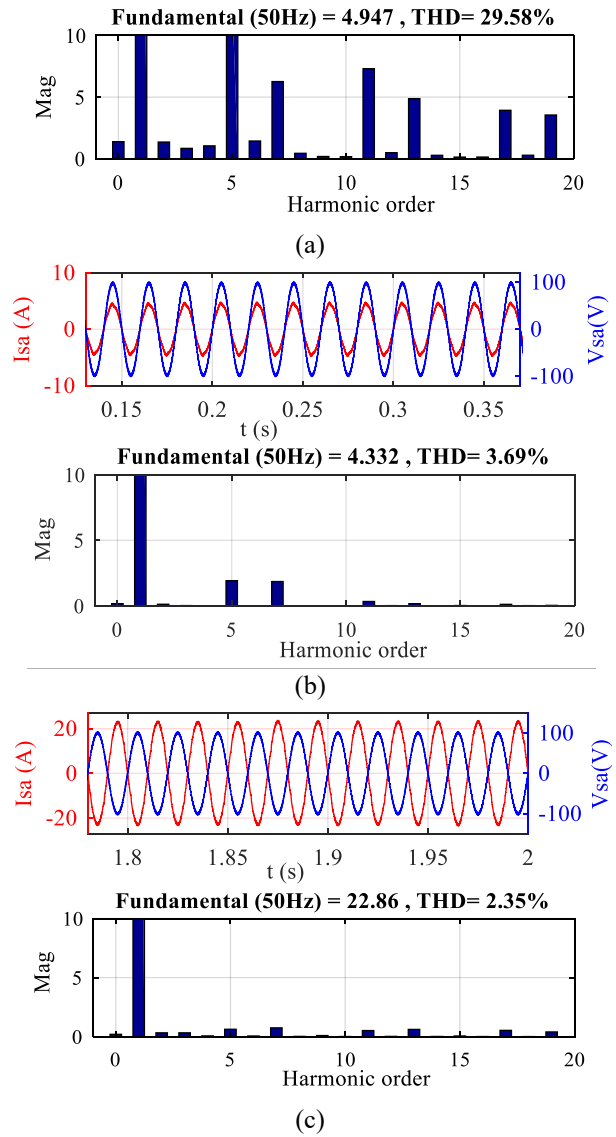 Fundamental (50Hz) = 4.947 , THD= 29.58%
10
5
0
Mag
0 5 10 15 20
Harmonic order
(a)
10
0
-10
Isa (A)
100
0
-100
Vsa(V)
0.15 0.2 0.25 0.3 0.35
t (s)
Fundamental (50Hz) = 4.332 , THD= 3.69%
10
5
0
Mag
0 5 10 15 20
Harmonic order
(b)
20
0
-20
Isa (A)
100
0
-100
Vsa(V)
1.8 1.85 1.9 1.95 2
t (s)
Fundamental (50Hz) = 22.86 , THD= 2.35%
10
5
0
Mag
0 5 10 15 20
Harmonic order
(c)